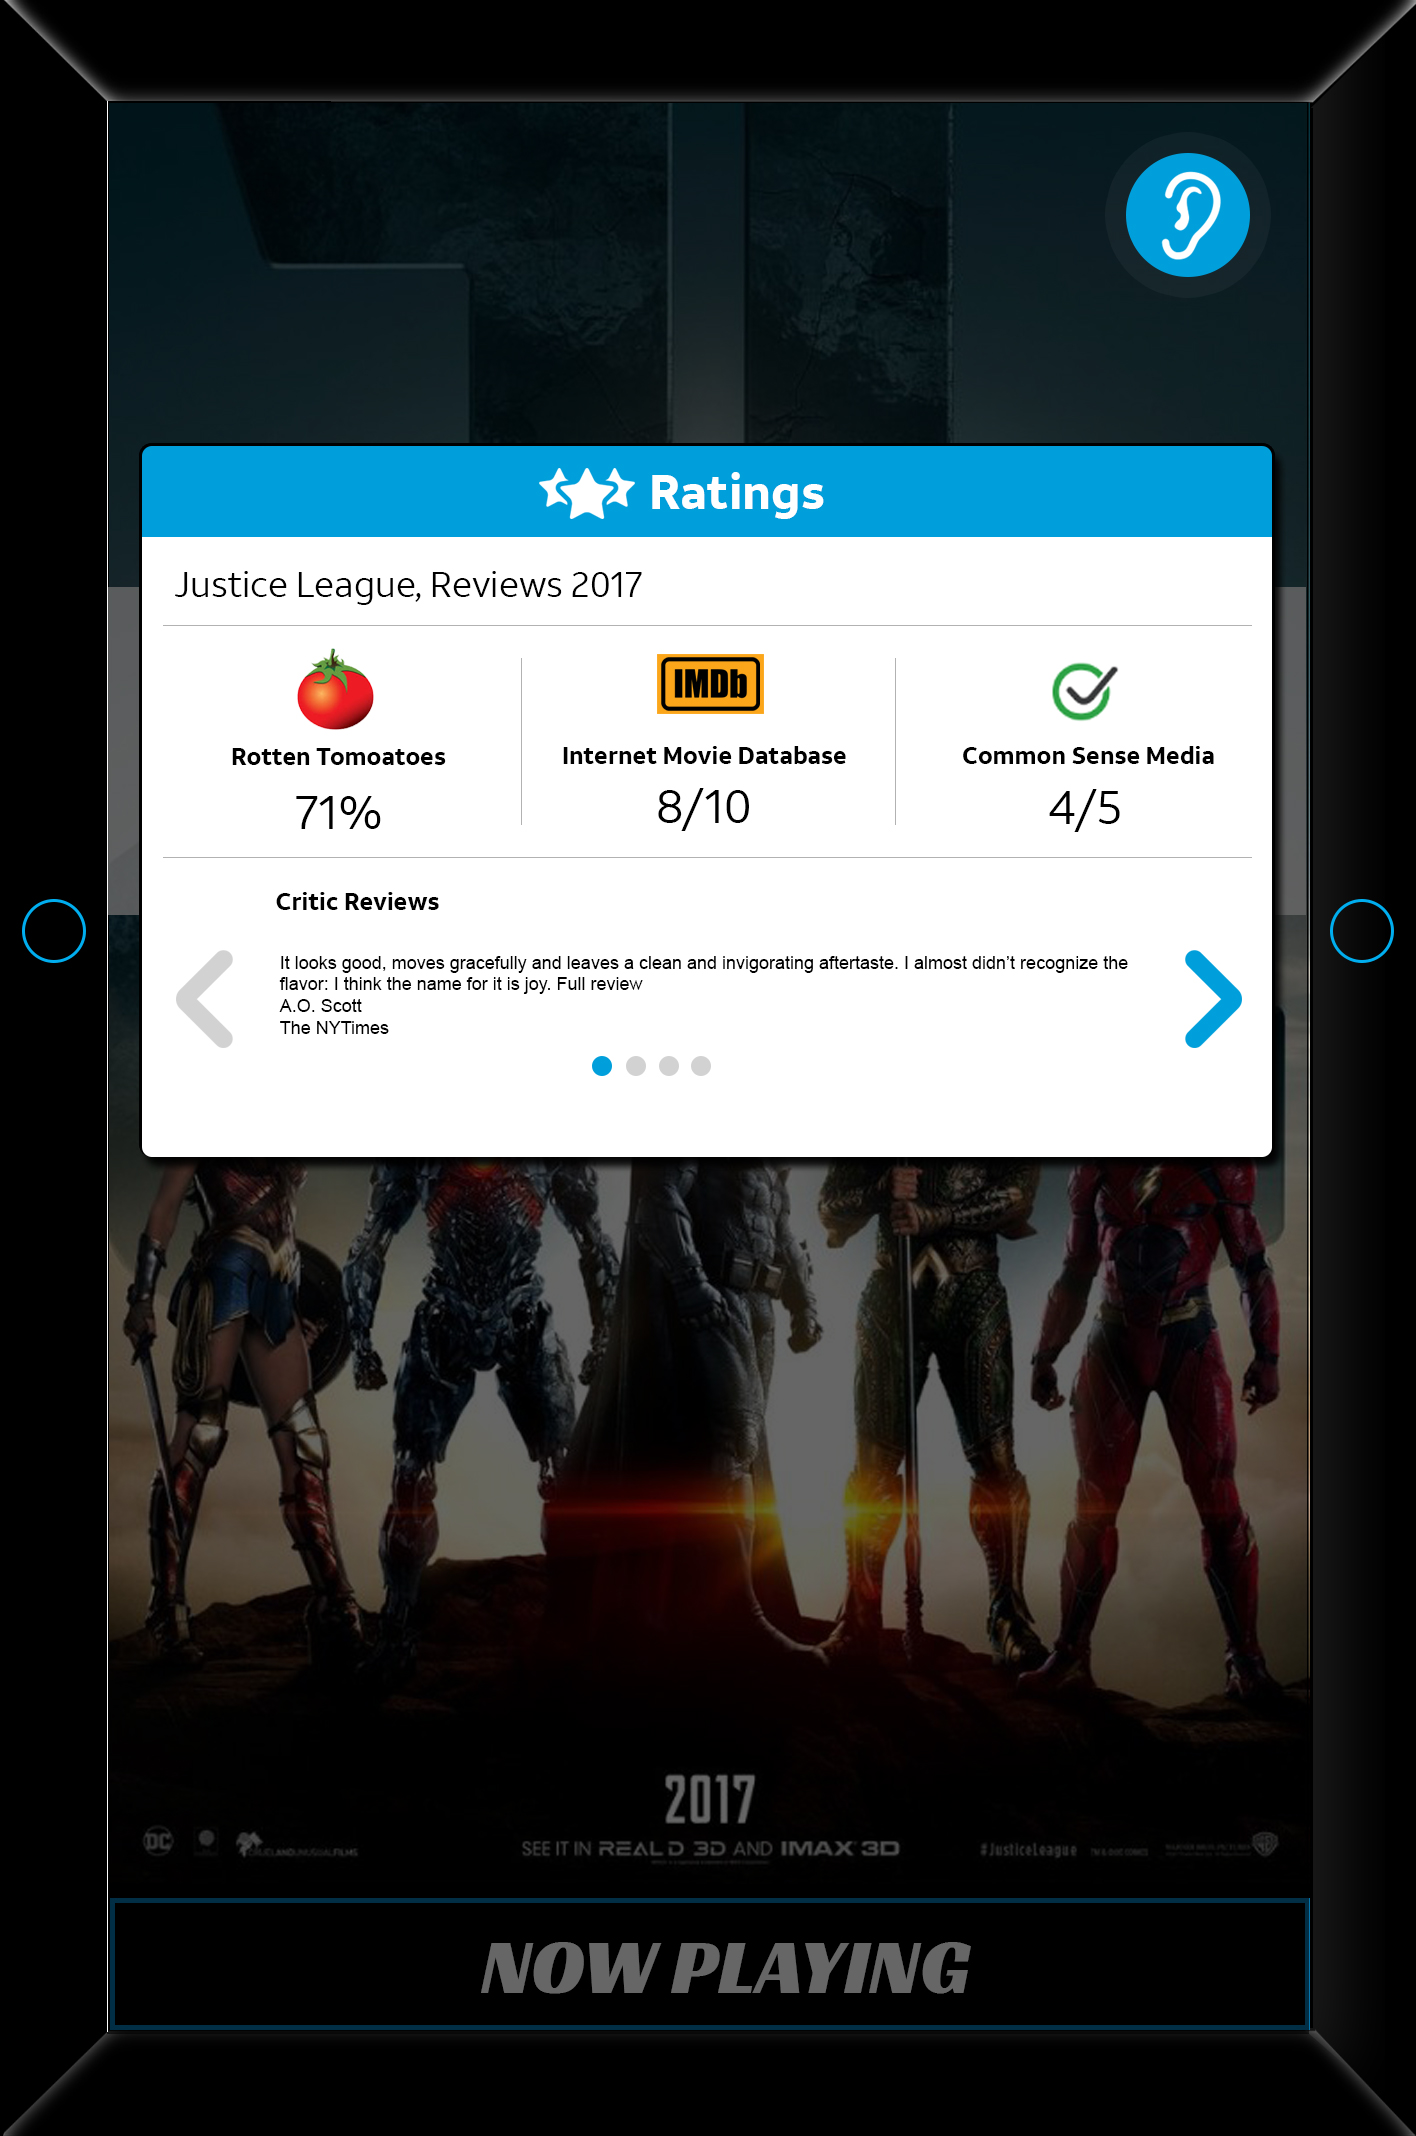 Ratings
Justice League, Reviews 2017
IMDb
Rotten Tomoatoes
Internet Movie Database
Common Sense Media
71%
8/10
4/5
Critic Reviews
It looks good, moves gracefully and leaves a clean and invigorating aftertaste. I almost didn’t recognize the
flavor: I think the name for it is joy. Full review
A.O. Scott
The NYTimes
2017
DC
SEE IT IN REAL D 3D AND IMAX 3D
#JusticeLeague
NOW PLAYING